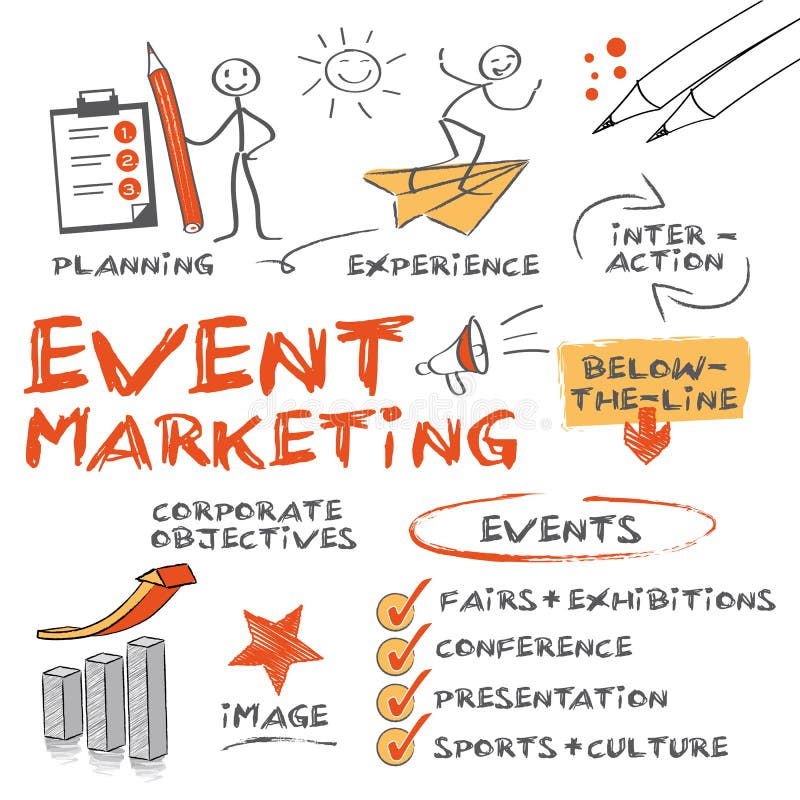 1.
2.
3.
PLANNING
EXPERIENCE
INTER-
ACTION
EVENT
MARKETING
BELOW-
THE-LINE
CORPORATE
OBJECTIVES
EVENTS
FAIRS + EXHIBITIONS
CONFERENCE
PRESENTATION
SPORTS + CULTURE
IMAGE
dreamstime